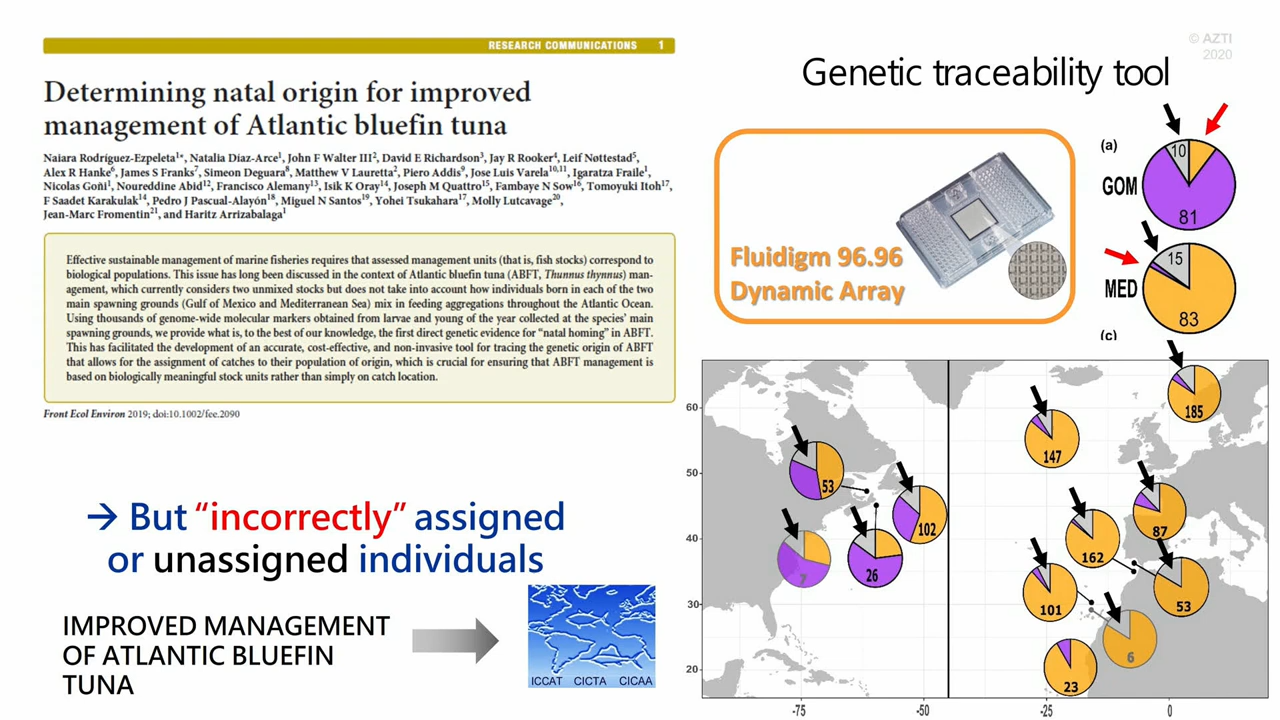 RESEARCH COMMUNICATIONS 1
Determining natal origin for improved
management of Atlantic bluefin tuna
Naiara Rodríguez-Ezpeleta1*, Natalia Díaz-Arce1, John F Walter III2, David E Richardson3, Jay R Rooker4, Leif Nøttestad5,
Alex R Hanke6, James S Franks7, Simeon Deguara8, Matthew V Lauretta2, Piero Addis9, Jose Luis Varela10,11, Igaratza Fraile1,
Nicolas Goñi1, Noureddine Abid12, Francisco Alemany13, Isik K Oray14, Joseph M Quattro15, Fambaye N Sow16, Tomoyuki Itoh17,
F Saadet Karakulak14, Pedro J Pascual-Alayón18, Miguel N Santos19, Yohei Tsukahara17, Molly Lutcavage20,
Jean-Marc Fromentin21, and Haritz Arrizabalaga1
Effective sustainable management of marine fisheries requires that assessed management units (that is, fish stocks) correspond to
biological populations. This issue has long been discussed in the context of Atlantic bluefin tuna (ABFT, Thunnus thynnus) man-
agement, which currently considers two unmixed stocks but does not take into account how individuals born in each of the two
main spawning grounds (Gulf of Mexico and Mediterranean Sea) mix in feeding aggregations throughout the Atlantic Ocean.
Using thousands of genome-wide molecular markers obtained from larvae and young of the year collected at the species' main
spawning grounds, we provide what is, to the best of our knowledge, the first direct genetic evidence for "natal homing" in ABFT.
This has facilitated the development of an accurate, cost-effective, and non-invasive tool for tracing the genetic origin of ABFT
that allows for the assignment of catches to their population of origin, which is crucial for ensuring that ABFT management is
based on biologically meaningful stock units rather than simply on catch location.
Front Ecol Environ 2019; doi:10.1002/fee.2090
→ But “incorrectly” assigned
or unassigned individuals
IMPROVED MANAGEMENT
OF ATLANTIC BLUEFIN
TUNA
ICCAT CICTA CICAA
© AZTI
2020
Genetic traceability tool
Fluidigm 96.96
Dynamic Array
(a)
GOM
10
81
MED
15
83
(c)
60
50
40
30
20
-75
-50
-25
0
185
147
53
102
87
162
7
26
101
53
6
23